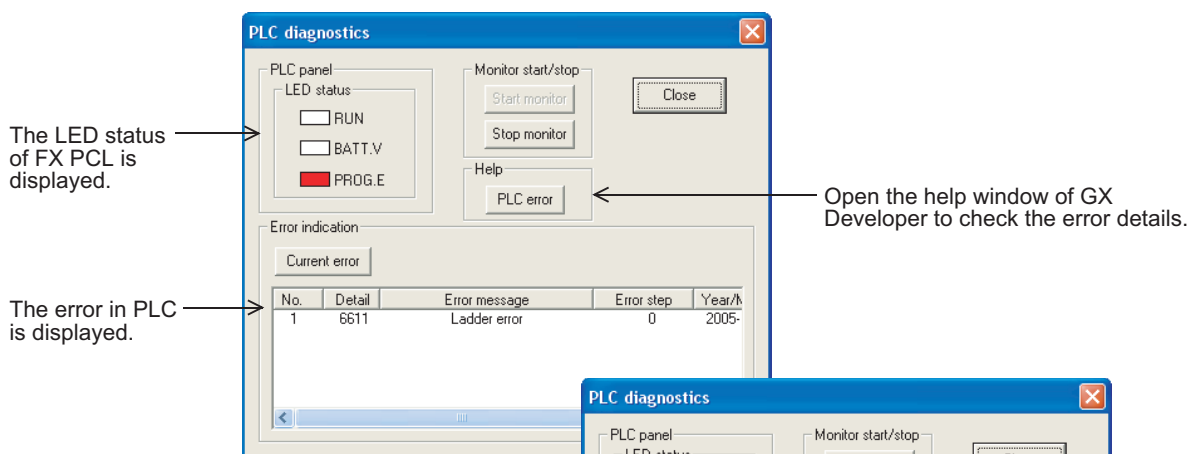 PLC diagnostics
PLC panel
LED status
RUN
BATT.V
PROG.E
Monitor start/stop
Start monitor
Stop monitor
Close
Help
PLC error
The LED status
of FX PCL is
displayed.
Open the help window of GX
Developer to check the error details.
Error indication
Current error
The error in PLC
is displayed.
No. Detail Error message Error step Year/M
1 6611 Ladder error 0 2005-
PLC diagnostics
PLC panel
LED status
Monitor start/stop